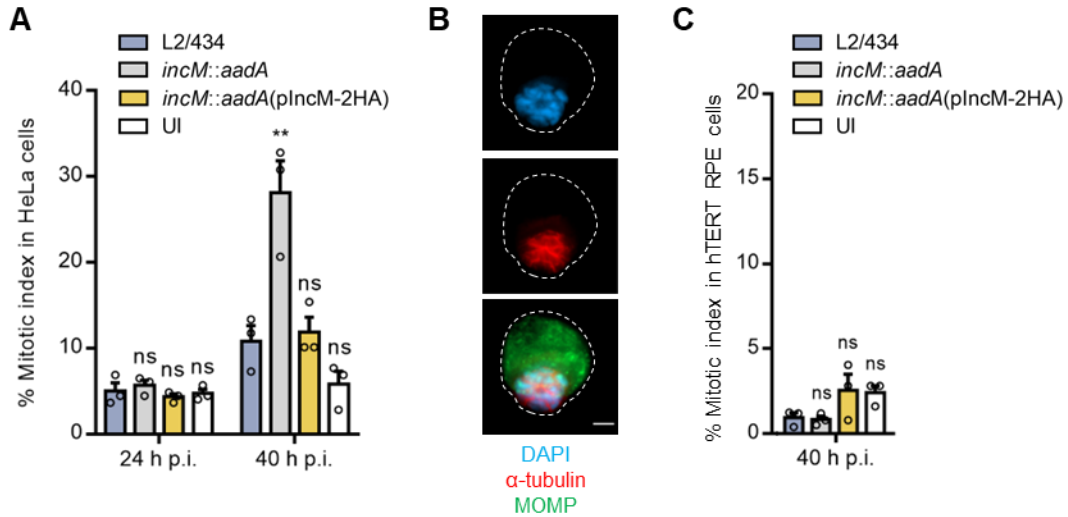 A
L2/434
incM::aadA
incM::aadA(pIncM-2HA)
UI
% Mitotic index in HeLa cells
40
30
20
10
0
ns
ns
ns
**
ns
ns
24 h p.i.
40 h p.i.
B
DAPI
α-tubulin
MOMP
C
L2/434
incM::aadA
incM::aadA(pIncM-2HA)
UI
% Mitotic index in hTERT RPE cells
20
15
10
5
0
ns
ns
ns
40 h p.i.